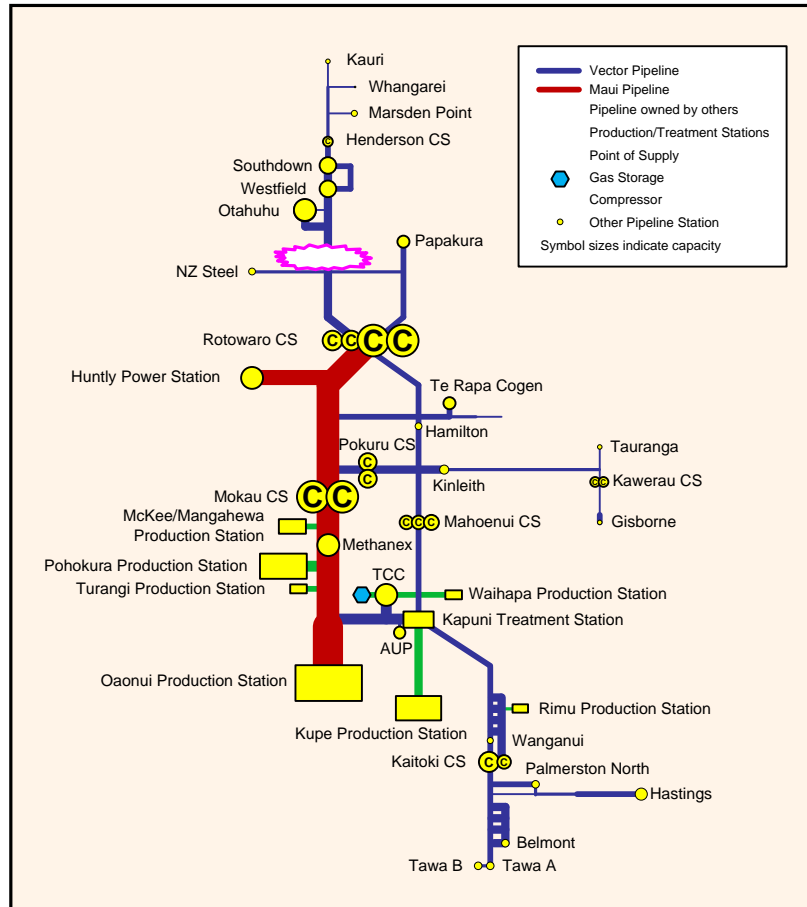 Kauri
Whangarei
Marsden Point
Henderson CS
Southdown
Westfield
Otahuhu
Papakura
NZ Steel
Rotowaro CS
C
C
C
C
Huntly Power Station
Te Rapa Cogen
Hamilton
Pokuru CS
C
C
Kinleith
Tauranga
C
C
Kawerau CS
Gisborne
Mokau CS
C
C
McKee/Mangahewa
Production Station
C
C
C
Mahoenui CS
Methanex
Pohokura Production Station
Turangi Production Station
TCC
Waihapa Production Station
Kapuni Treatment Station
AUP
Oaonui Production Station
Kupe Production Station
Rimu Production Station
Wanganui
Kaitoki CS
C
C
Palmerston North
Hastings
Belmont
Tawa B
Tawa A
C
Vector Pipeline
Maui Pipeline
Pipeline owned by others
Production/Treatment Stations
Point of Supply
Gas Storage
Compressor
Other Pipeline Station
Symbol sizes indicate capacity